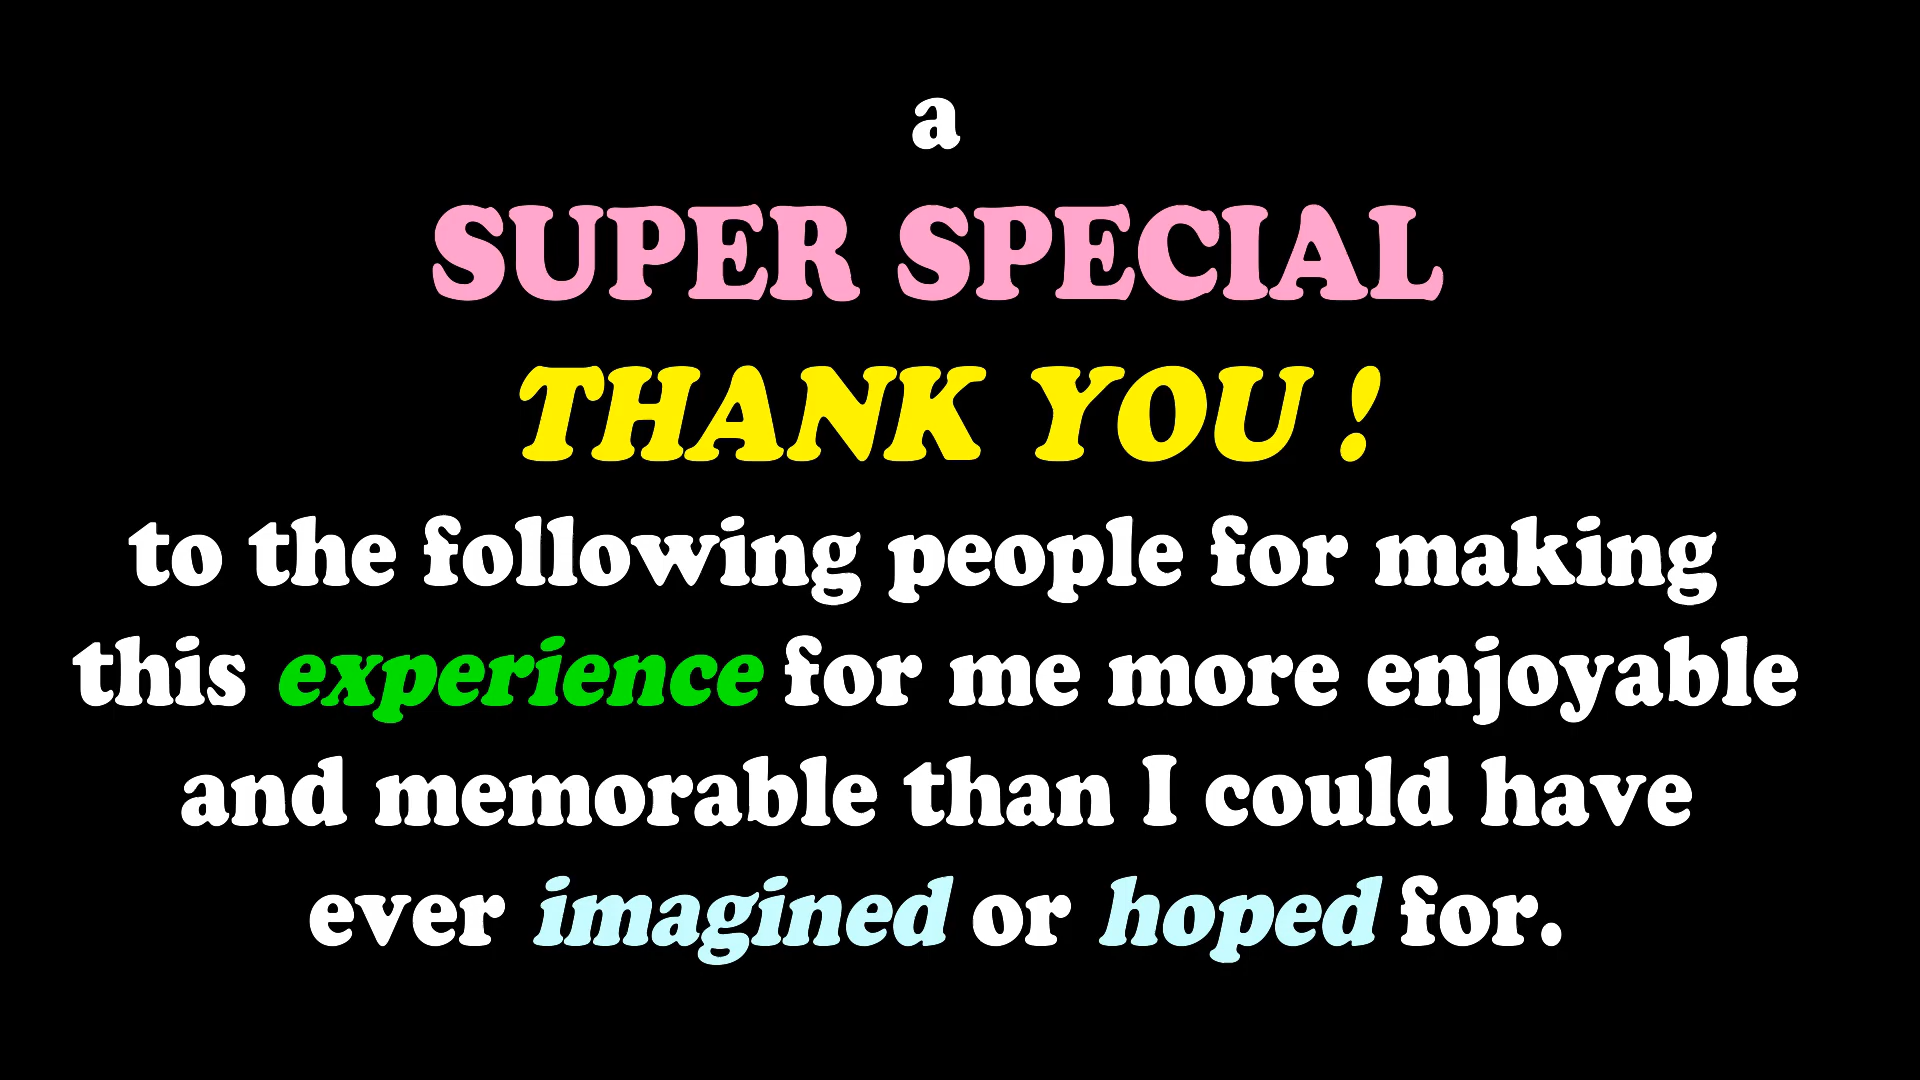 a
SUPER SPECIAL
THANK YOU !
to the following people for making
this experience for me more enjoyable
and memorable than I could have
ever imagined or hoped for.